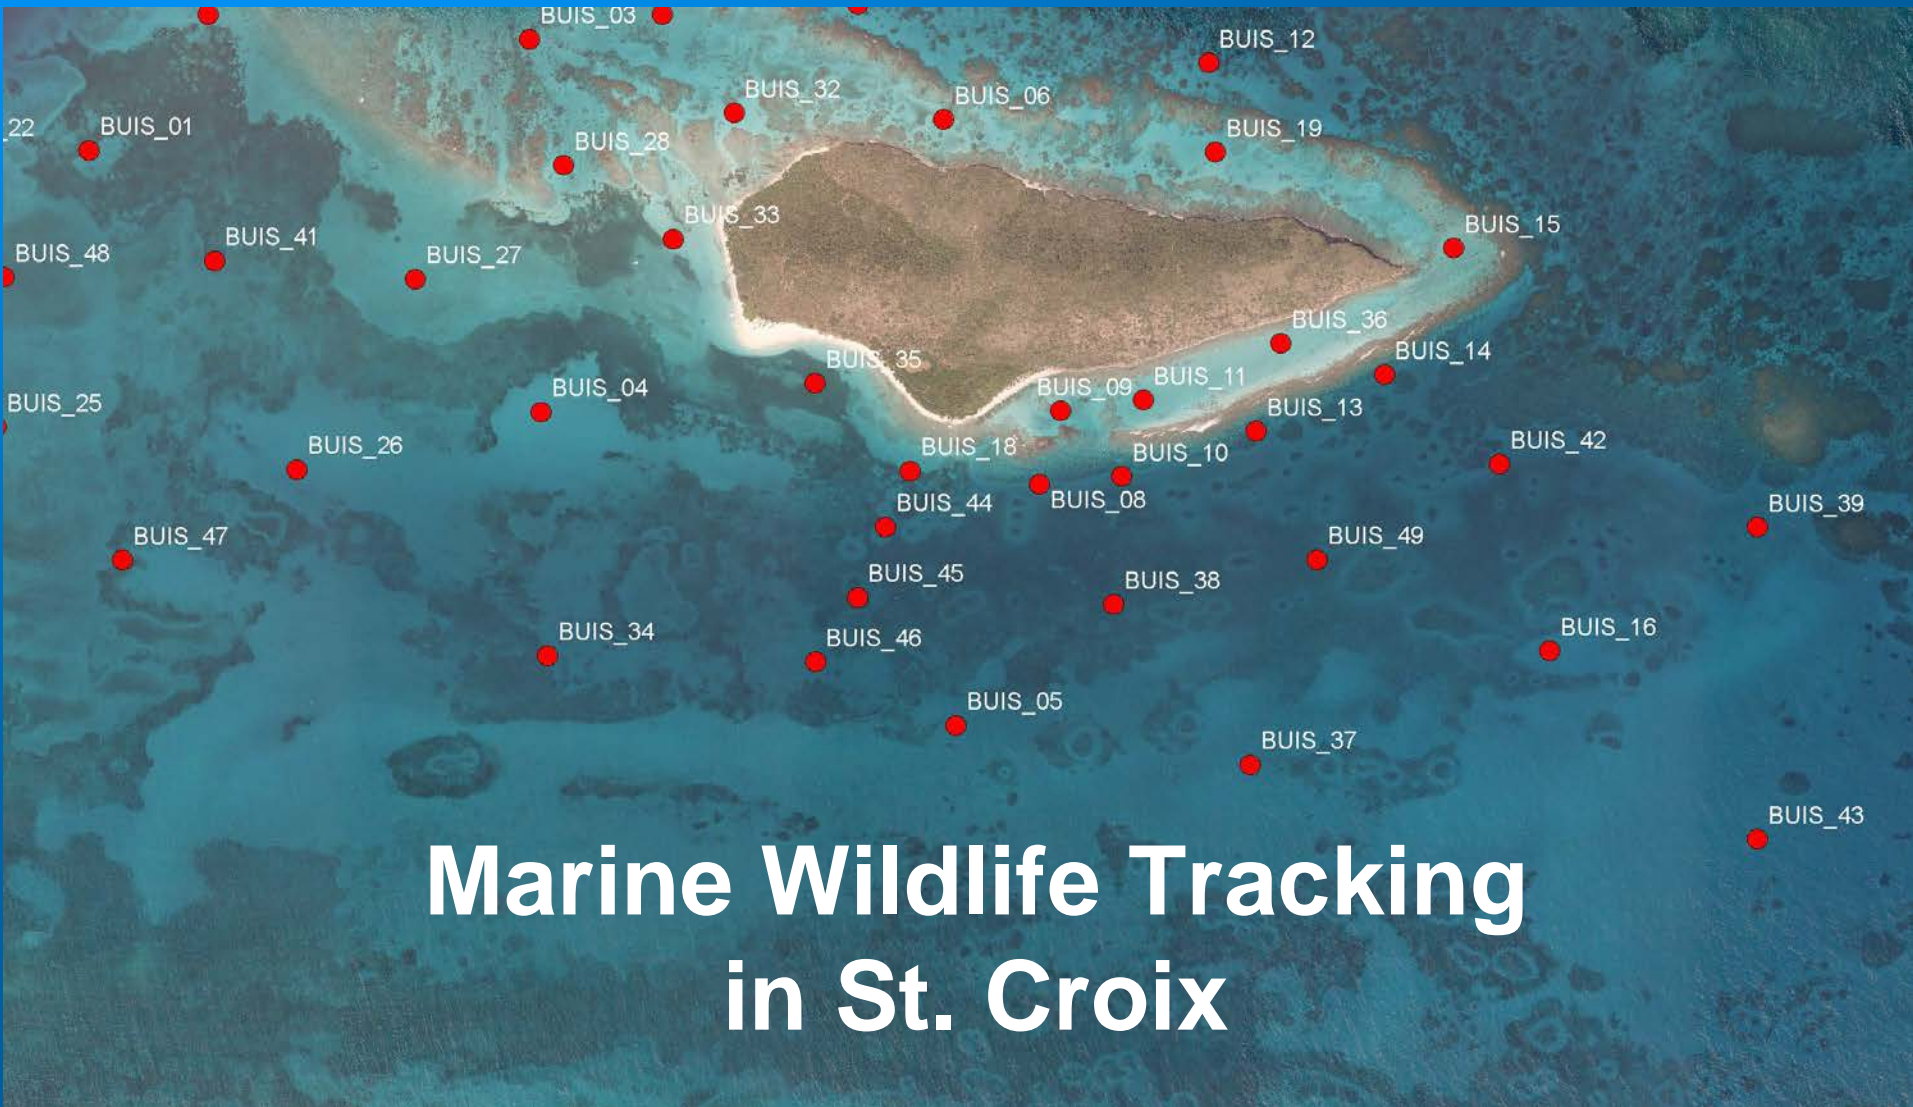 BUIS_03
BUIS_12
BUIS_32
BUIS_06
22
BUIS_01
BUIS_19
BUIS_28
BUIS_33
BUIS_15
BUIS_41
BUIS_48
BUIS_27
BUIS_36
BUIS_14
BUIS_35
BUIS_11
BUIS_04
BUIS_09
BUIS_25
BUIS_13
BUIS_26
BUIS_18
BUIS_10
BUIS_42
BUIS_44
BUIS_08
BUIS_39
BUIS_47
BUIS_49
BUIS_45
BUIS_38
BUIS_34
BUIS_46
BUIS_16
BUIS_05
BUIS_37
BUIS_43
Marine Wildlife Tracking
in St. Croix